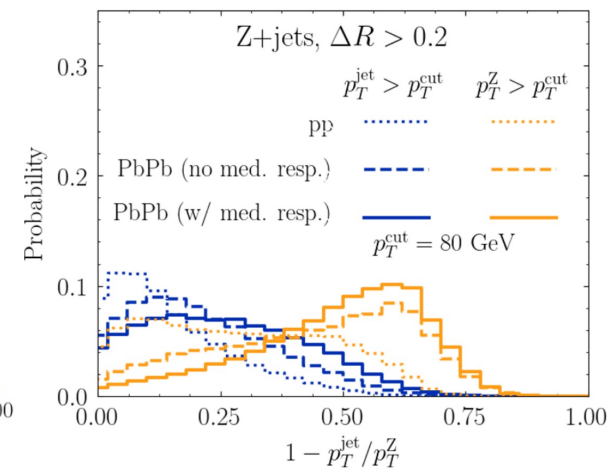 Z+jets, ΔR > 0.2
p_T^jet > p_T^cut p_T^Z > p_T^cut
pp
PbPb (no med. resp.)
PbPb (w/ med. resp.)
p_T^cut = 80 GeV
Probability
0.3
0.2
0.1
0.0
00
0.00 0.25 0.50 0.75 1.00
1 − p_T^jet/p_T^Z